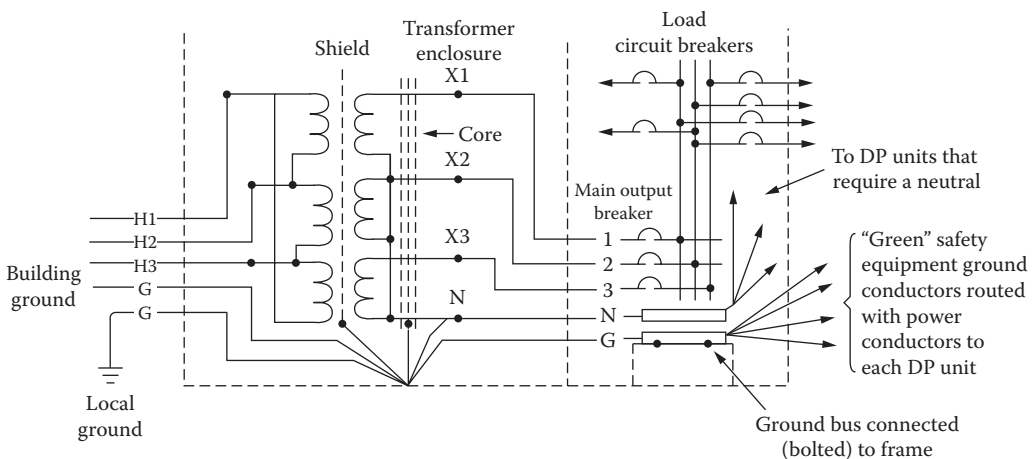 Load
circuit breakers
Transformer
enclosure
Shield
X1
Core
X2
To DP units that
require a neutral
Main output
breaker
X3
H1
H2
H3
G
G
Building
ground
1
2
3
N
N
G
“Green” safety
equipment ground
conductors routed
with power
conductors to
each DP unit
Local
ground
Ground bus connected
(bolted) to frame